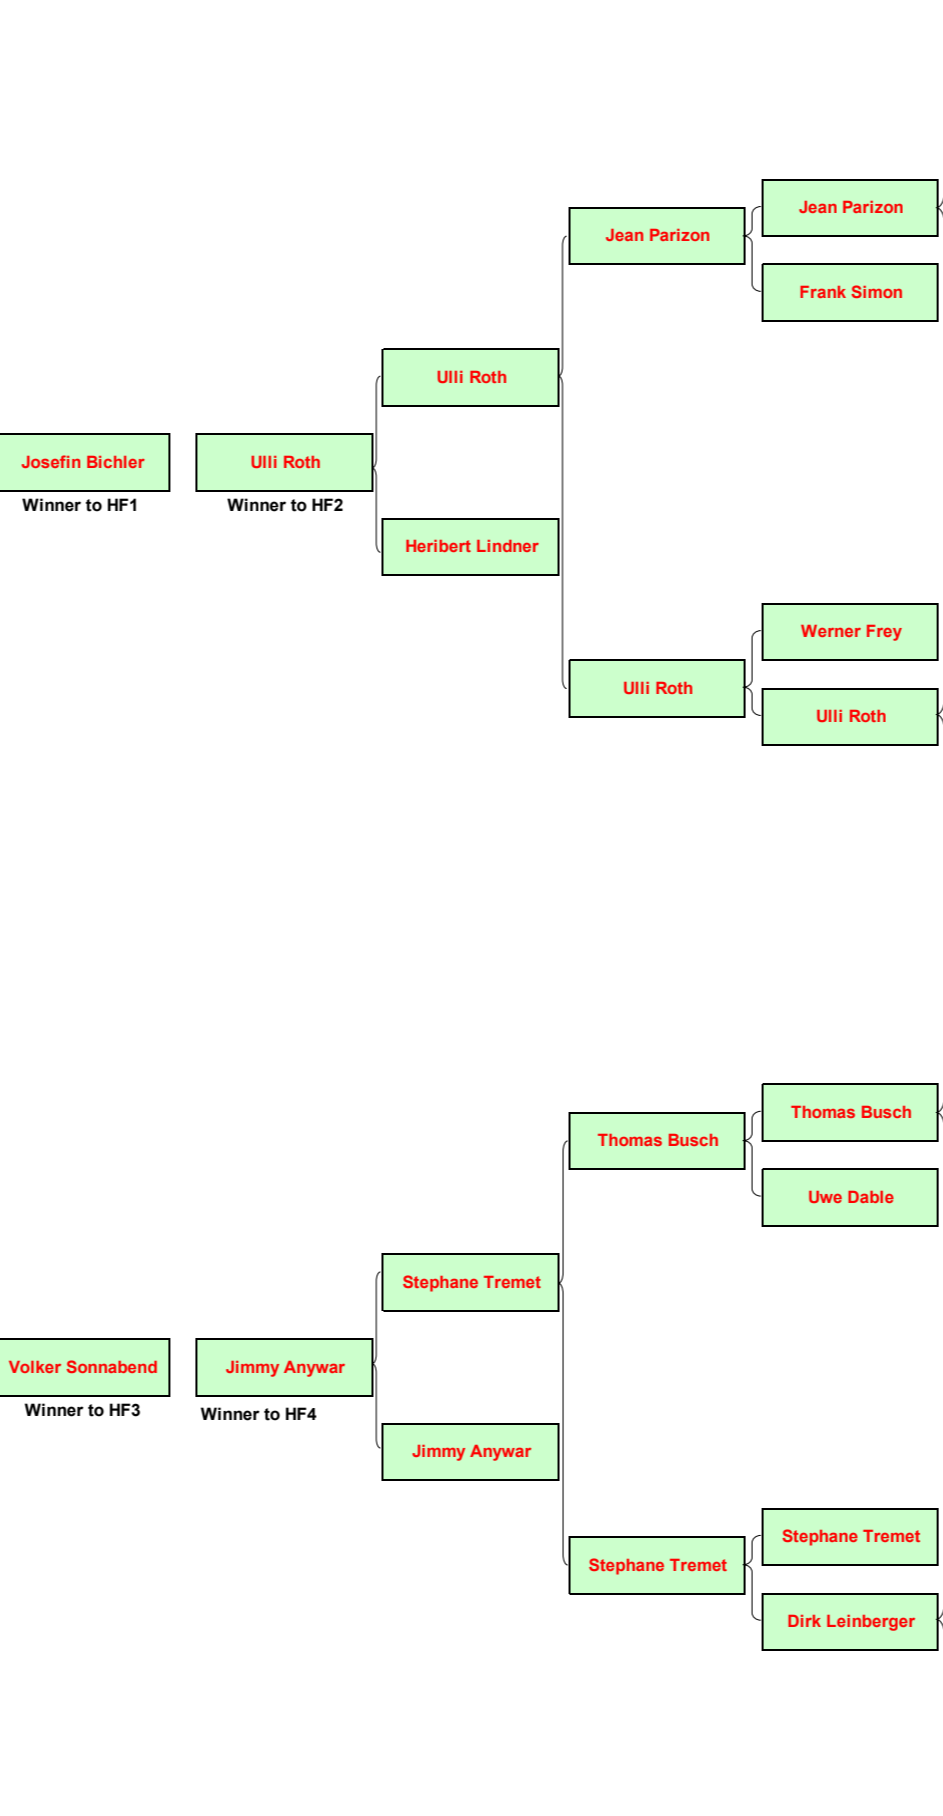 Jean Parizon
Jean Parizon
Frank Simon
Ulli Roth
Josefin Bichler
Ulli Roth
Winner to HF1
Winner to HF2
Heribert Lindner
Werner Frey
Ulli Roth
Ulli Roth
Thomas Busch
Thomas Busch
Uwe Dable
Stephane Tremet
Volker Sonnabend
Jimmy Anywar
Winner to HF3
Winner to HF4
Jimmy Anywar
Stephane Tremet
Stephane Tremet
Dirk Leinberger